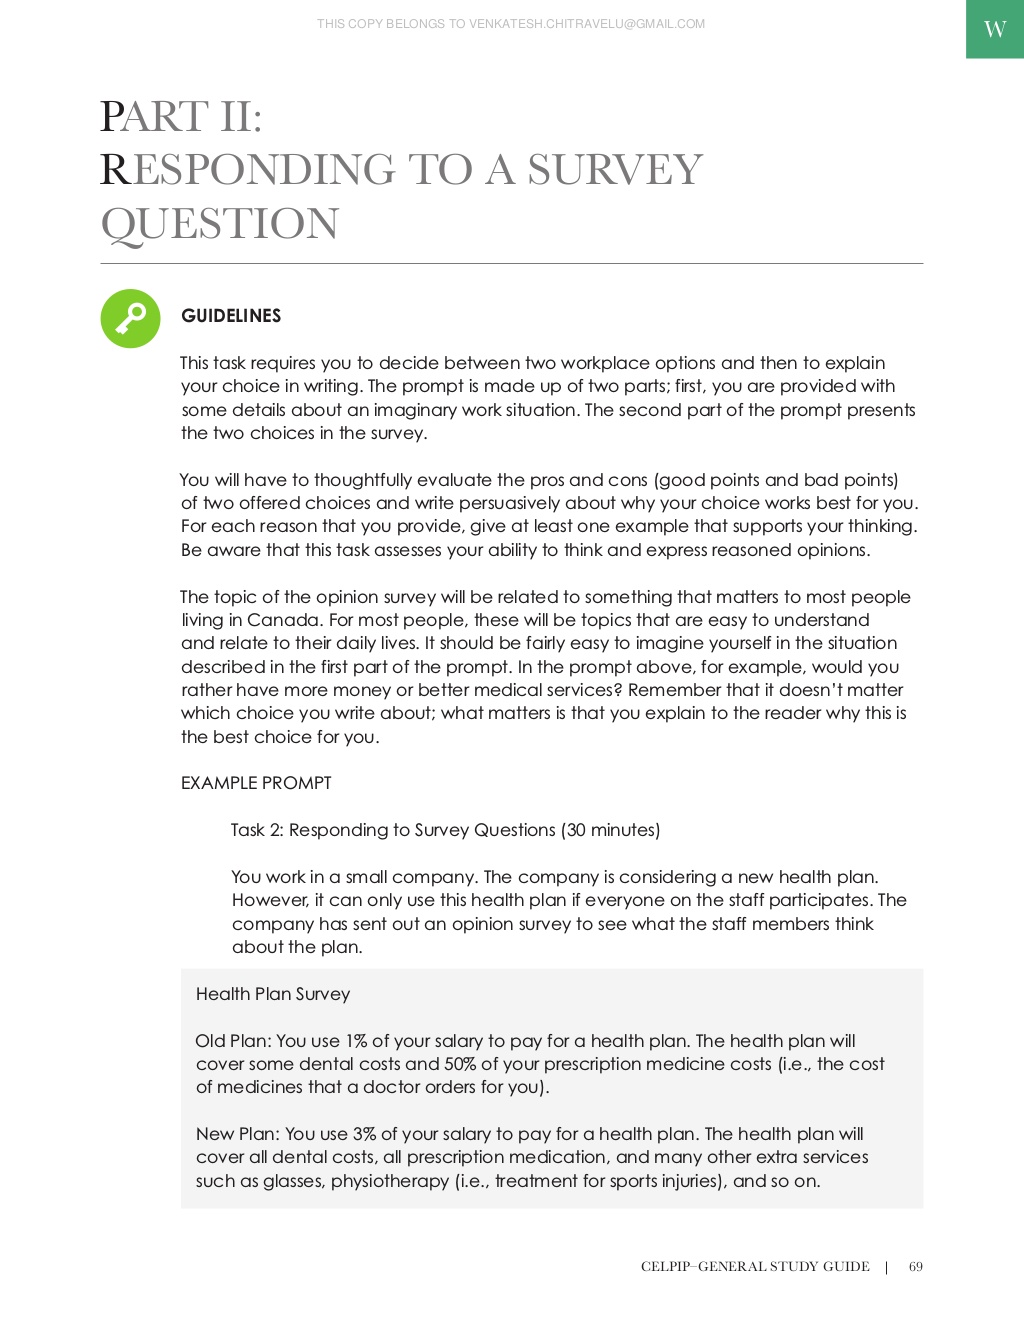 THIS COPY BELONGS TO VENKATESH.CHITRAVELU@GMAIL.COM
W
PART II:
RESPONDING TO A SURVEY
QUESTION
GUIDELINES
This task requires you to decide between two workplace options and then to explain
your choice in writing. The prompt is made up of two parts; first, you are provided with
some details about an imaginary work situation. The second part of the prompt presents
the two choices in the survey.
You will have to thoughtfully evaluate the pros and cons (good points and bad points)
of two offered choices and write persuasively about why your choice works best for you.
For each reason that you provide, give at least one example that supports your thinking.
Be aware that this task assesses your ability to think and express reasoned opinions.
The topic of the opinion survey will be related to something that matters to most people
living in Canada. For most people, these will be topics that are easy to understand
and relate to their daily lives. It should be fairly easy to imagine yourself in the situation
described in the first part of the prompt. In the prompt above, for example, would you
rather have more money or better medical services? Remember that it doesn't matter
which choice you write about; what matters is that you explain to the reader why this is
the best choice for you.
EXAMPLE PROMPT
Task 2: Responding to Survey Questions (30 minutes)
You work in a small company. The company is considering a new health plan.
However, it can only use this health plan if everyone on the staff participates. The
company has sent out an opinion survey to see what the staff members think
about the plan.
Health Plan Survey
Old Plan: You use 1% of your salary to pay for a health plan. The health plan will
cover some dental costs and 50% of your prescription medicine costs (i.e., the cost
of medicines that a doctor orders for you).
New Plan: You use 3% of your salary to pay for a health plan. The health plan will
cover all dental costs, all prescription medication, and many other extra services
such as glasses, physiotherapy (i.e., treatment for sports injuries), and so on.
CELPIP–GENERAL STUDY GUIDE | 69